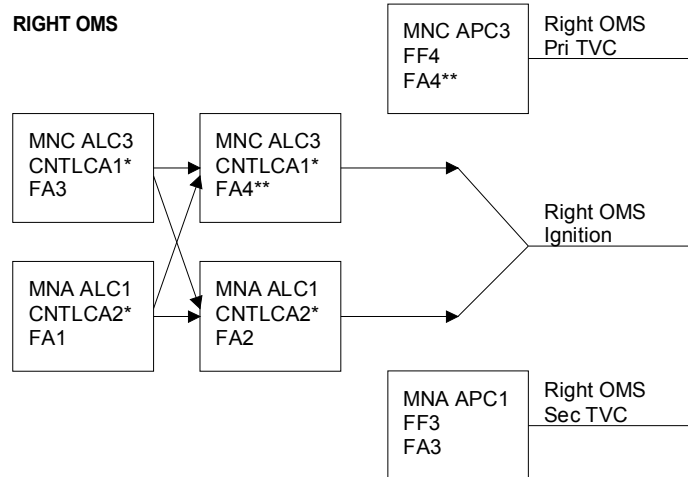 RIGHT OMS
MNC APC3
FF4
FA4**
Right OMS
Pri TVC
MNC ALC3
CNTLCA1*
FA3
MNC ALC3
CNTLCA1*
FA4**
Right OMS
Ignition
MNA ALC1
CNTLCA2*
FA1
MNA ALC1
CNTLCA2*
FA2
MNA APC1
FF3
FA3
Right OMS
Sec TVC